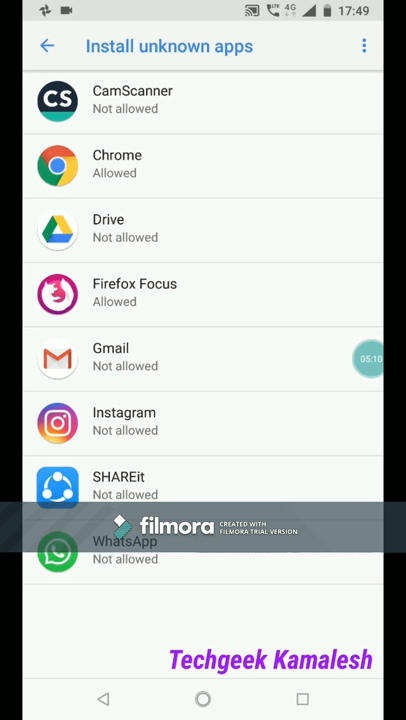 4G
17:49
Install unknown apps
CS
CamScanner
Not allowed
Chrome
Allowed
Drive
Not allowed
Firefox Focus
Allowed
Gmail
Not allowed
05:10
Instagram
Not allowed
SHAREit
Not allowed
filmora
CREATED WITH
FILMORA TRIAL VERSION
WhatsApp
Not allowed
Techgeek Kamalesh